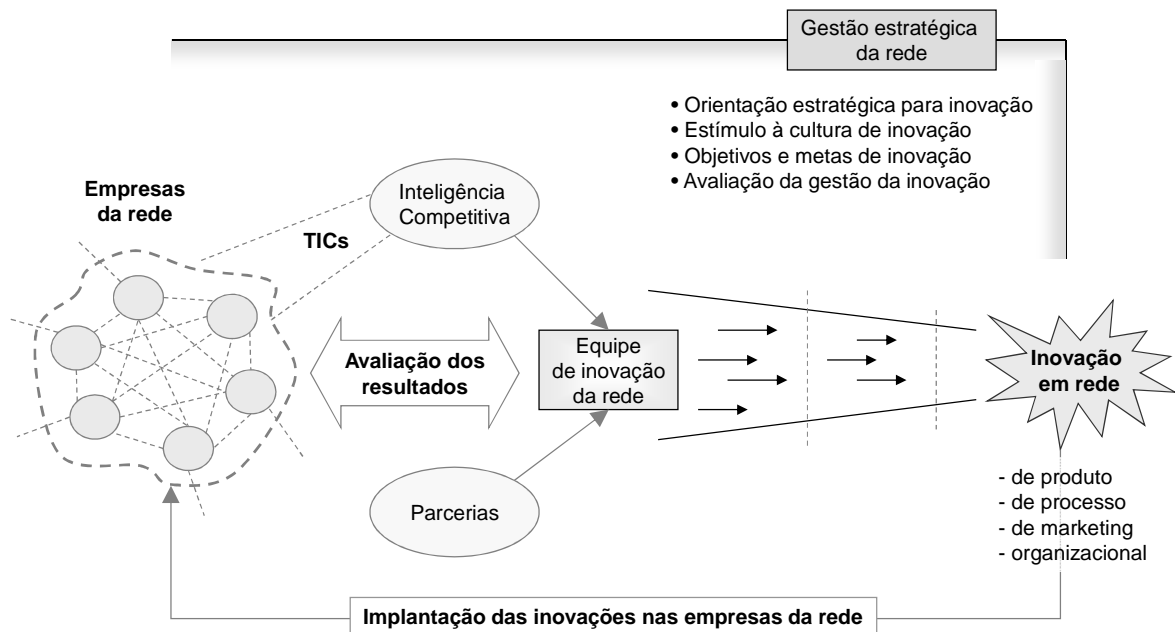 Gestão estratégica
da rede
• Orientação estratégica para inovação
• Estímulo à cultura de inovação
• Objetivos e metas de inovação
• Avaliação da gestão da inovação
Empresas
da rede
TICs
Inteligência
Competitiva
Avaliação dos
resultados
Equipe
de inovação
da rede
Inovação
em rede
Parcerias
- de produto
- de processo
- de marketing
- organizacional
Implantação das inovações nas empresas da rede